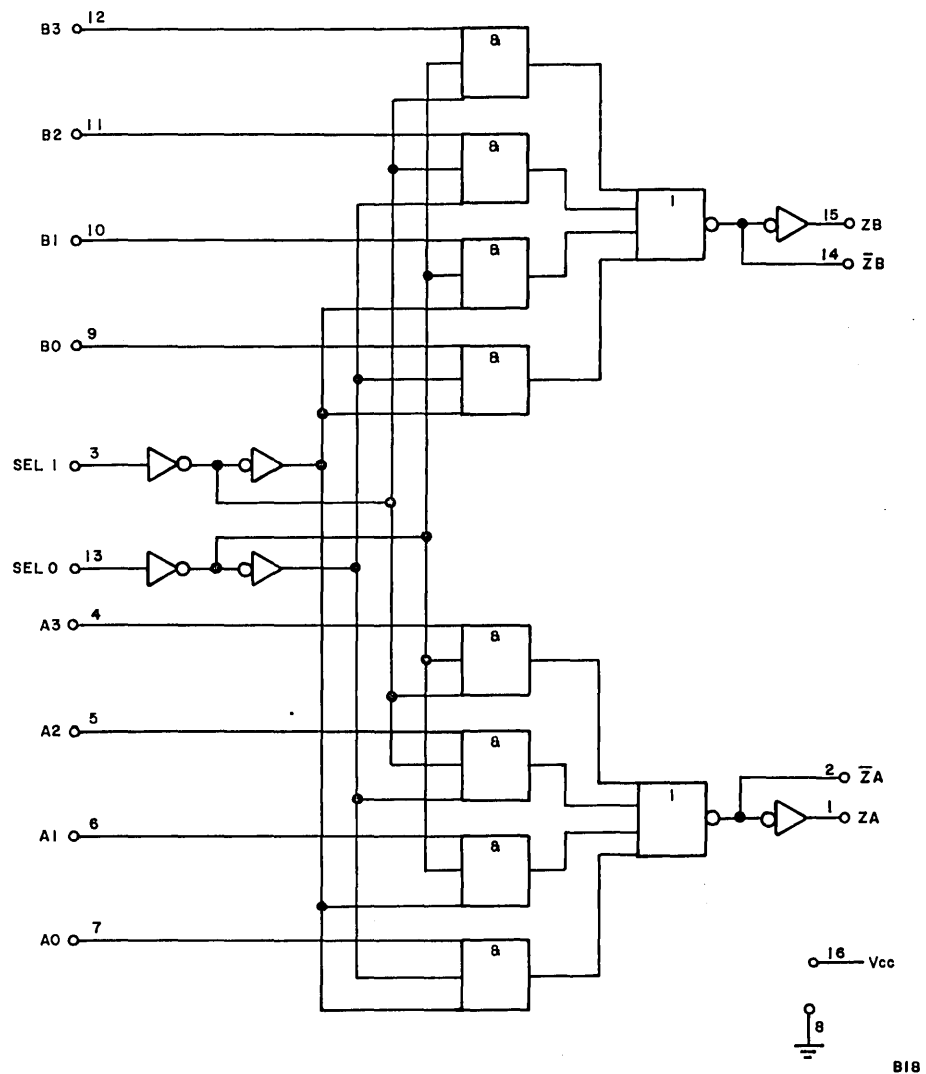 B3 12
&
B2 11
&
B1 10
&
1
15 ZB
14 Z̅B
B0 9
&
SEL 1 3
SEL 0 13
A3 4
&
A2 5
&
1
2 Z̅A
1 ZA
A1 6
&
A0 7
&
16 Vcc
8
B18